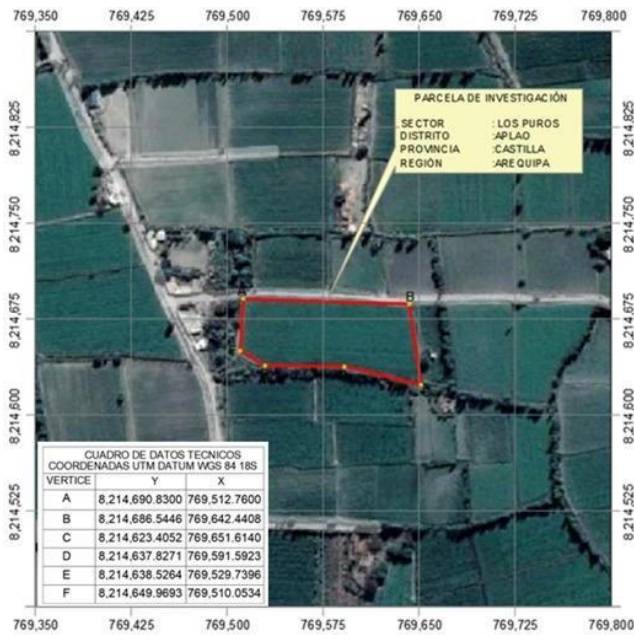 769,350 769,425 769,500 769,575 769,650 769,725 769,800
PARCELA DE INVESTIGACIÓN
SECTOR : LOS PUROS
DISTRITO :APLAO
PROVINCIA :CASTILLA
REGIÓN :AREQUIPA
8,214,825 8,214,825
8,214,750 8,214,750
B
8,214,675 8,214,675
8,214,600 8,214,600
8,214,525 8,214,525
CUADRO DE DATOS TECNICOS
COORDENADAS UTM DATUM WGS 84 18S
VERTICE Y X
A 8,214,690.8300 769,512.7600
B 8,214,686.5446 769,642.4408
C 8,214,623.4052 769,651.6140
D 8,214,637.8271 769,591.5923
E 8,214,638.5264 769,529.7396
F 8,214,649.9693 769,510.0534
769,350 769,425 769,500 769,575 769,650 769,725 769,800